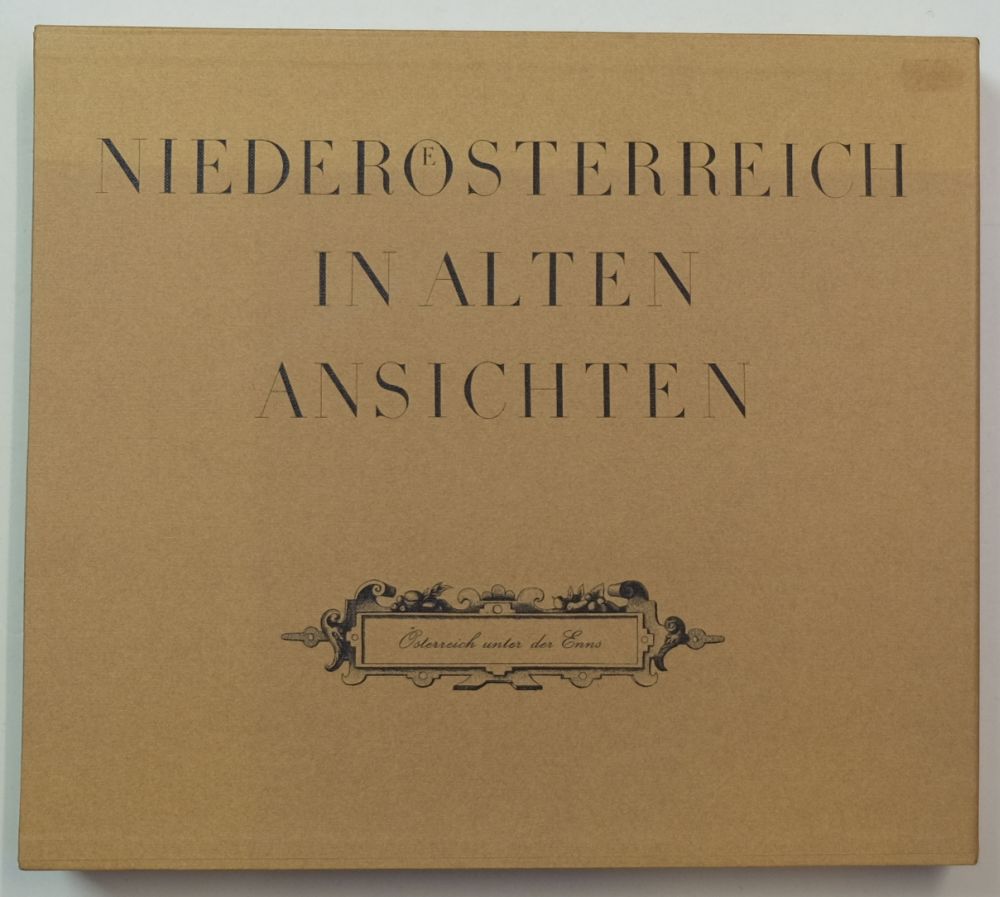 NIEDERÖSTERREICH
IN ALTEN
ANSICHTEN
Österreich unter der Enns